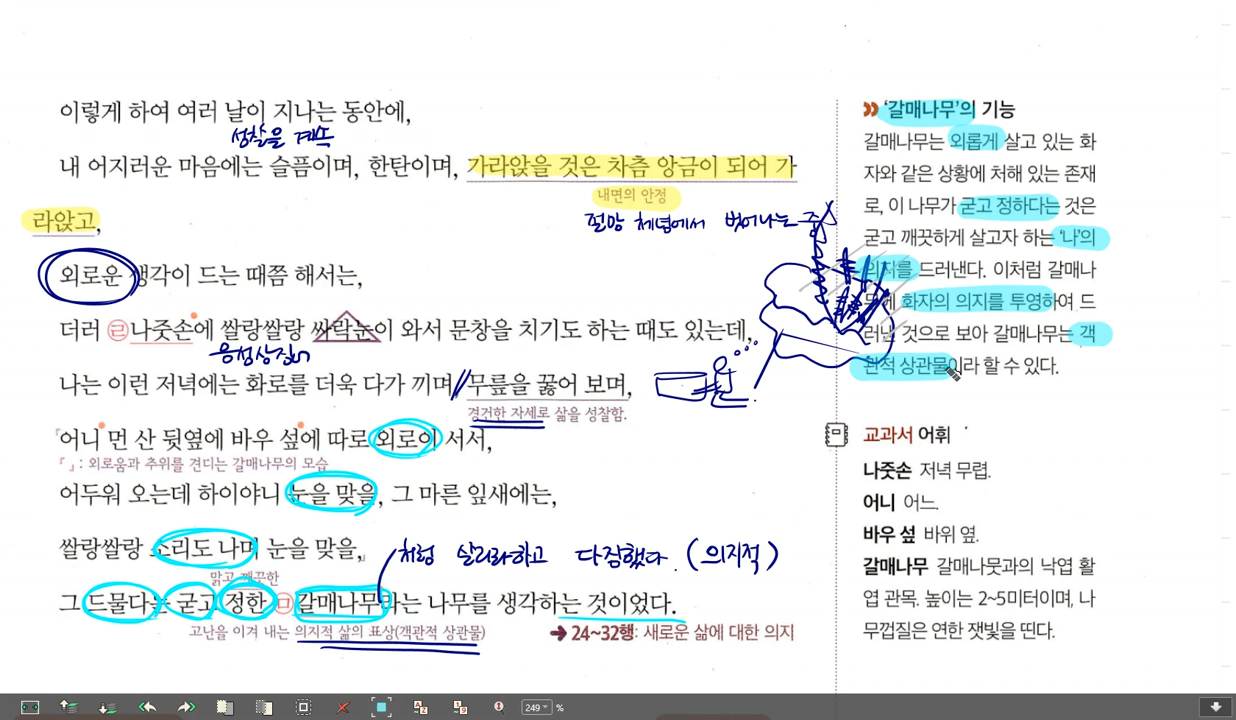 이렇게 하여 여러 날이 지나는 동안에,
성찰을 계속
내 어지러운 마음에는 슬픔이며, 한탄이며, 가라앉을 것은 차츰 앙금이 되어 가
내면의 안정
라앉고,
절망 체념에서 벗어나는 중
외로운 생각이 드는 때쯤 해서는,
더러 ㉣나줏손에 쌀랑쌀랑 싸락눈이 와서 문창을 치기도 하는 때도 있는데,
음성상징어
나는 이런 저녁에는 화로를 더욱 다가 끼며, 무릎을 꿇어 보며,
경건한 자세로 삶을 성찰함.
『어니 먼 산 뒷옆에 바우 섶에 따로 외로이 서서,
『 』: 외로움과 추위를 견디는 갈매나무의 모습
어두워 오는데 하이야니 눈을 맞을, 그 마른 잎새에는,
쌀랑쌀랑 소리도 나며 눈을 맞을,』
처럼 살리라하고 다짐했다. (의지적)
맑고 깨끗한
그 드물다는 굳고 정한 ㉤갈매나무라는 나무를 생각하는 것이었다.
고난을 이겨 내는 의지적 삶의 표상(객관적 상관물)
➜ 24~32행: 새로운 삶에 대한 의지
'갈매나무'의 기능
갈매나무는 외롭게 살고 있는 화
자와 같은 상황에 처해 있는 존재
로, 이 나무가 굳고 정하다는 것은
굳고 깨끗하게 살고자 하는 '나'의
의지를 드러낸다. 이처럼 갈매나
무에 화자의 의지를 투영하여 드
러낸 것으로 보아 갈매나무는 객
관적 상관물이라 할 수 있다.
교과서 어휘
나줏손 저녁 무렵.
어니 어느.
바우 섶 바위 옆.
갈매나무 갈매나뭇과의 낙엽 활
엽 관목. 높이는 2~5미터이며, 나
무껍질은 연한 잿빛을 띤다.
249 %